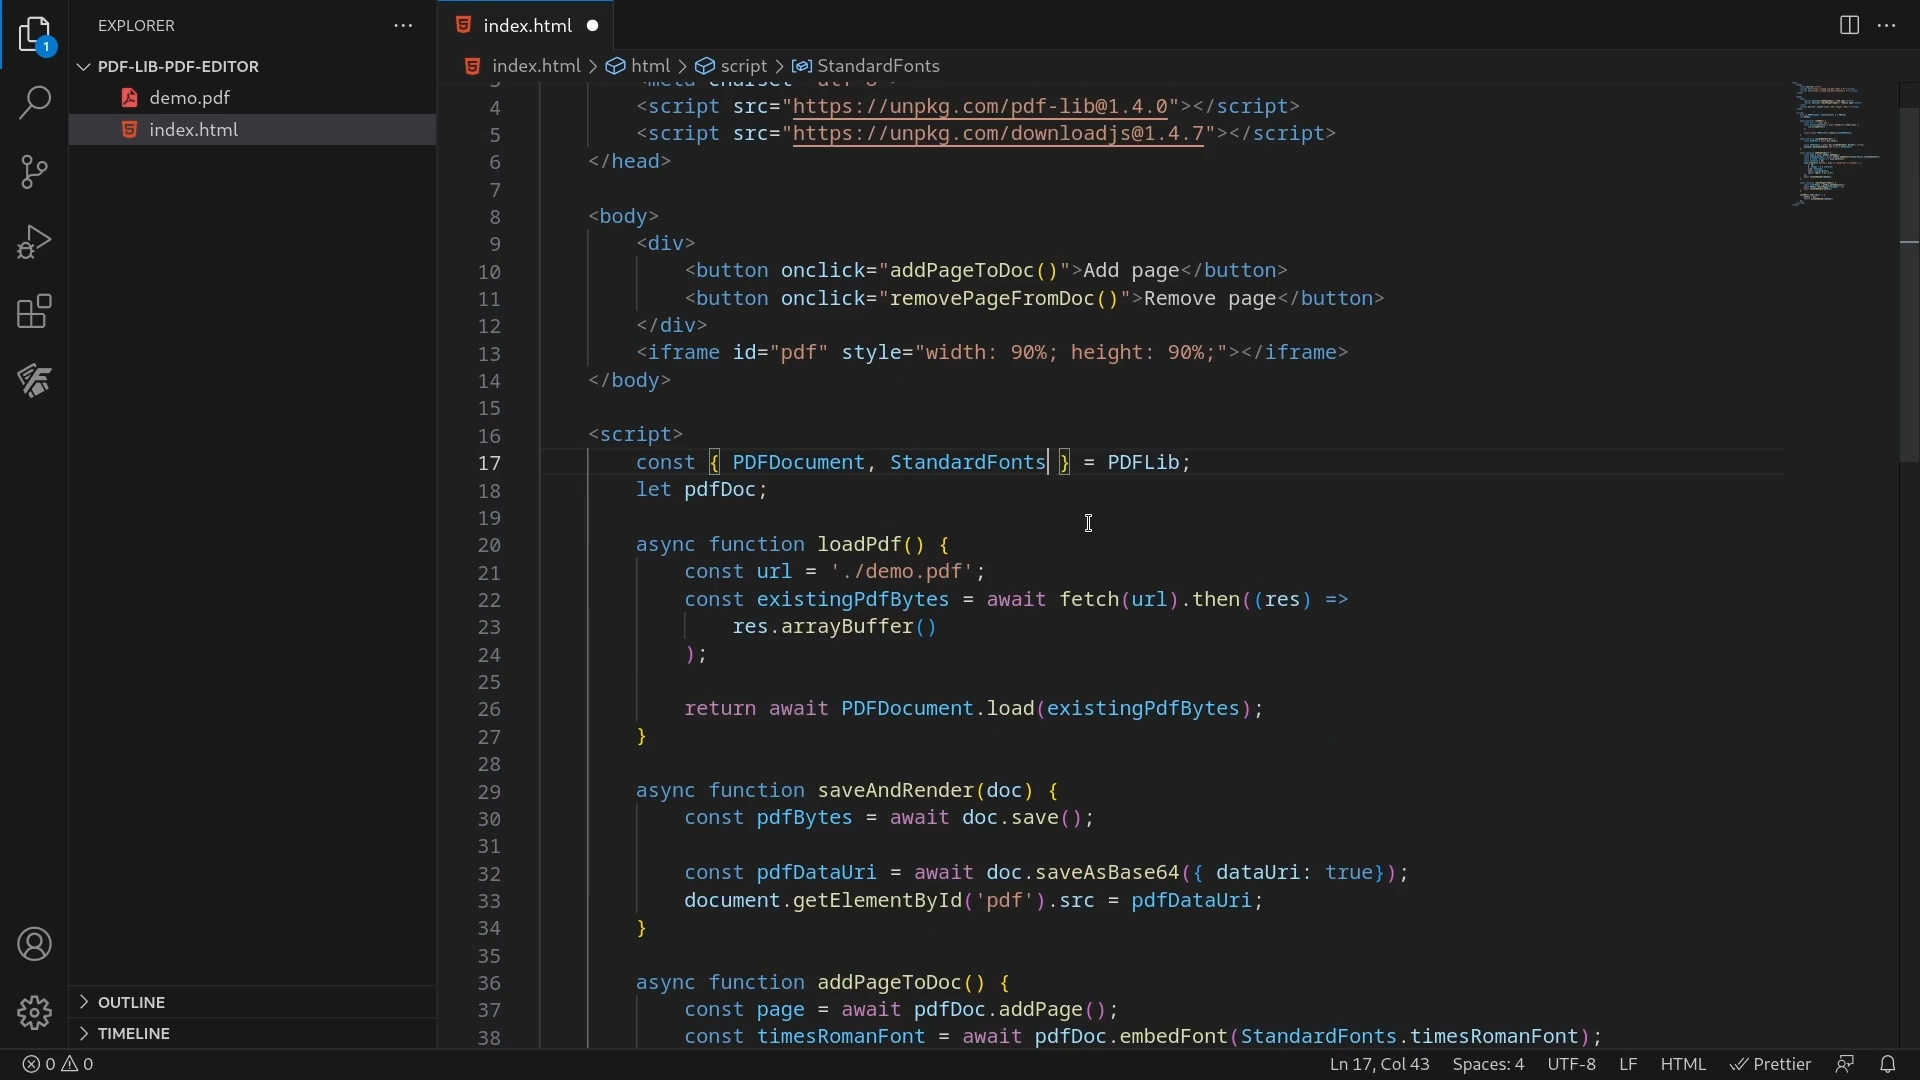 EXPLORER
PDF-LIB-PDF-EDITOR
demo.pdf
index.html
OUTLINE
TIMELINE
index.html
index.html > html > script > StandardFonts
4 <script src="https://unpkg.com/pdf-lib@1.4.0"></script>
5 <script src="https://unpkg.com/downloadjs@1.4.7"></script>
6 </head>
7
8 <body>
9 <div>
10 <button onclick="addPageToDoc()">Add page</button>
11 <button onclick="removePageFromDoc()">Remove page</button>
12 </div>
13 <iframe id="pdf" style="width: 90%; height: 90%;"></iframe>
14 </body>
15
16 <script>
17 const { PDFDocument, StandardFonts } = PDFLib;
18 let pdfDoc;
19
20 async function loadPdf() {
21 const url = './demo.pdf';
22 const existingPdfBytes = await fetch(url).then((res) =>
23 res.arrayBuffer()
24 );
25
26 return await PDFDocument.load(existingPdfBytes);
27 }
28
29 async function saveAndRender(doc) {
30 const pdfBytes = await doc.save();
31
32 const pdfDataUri = await doc.saveAsBase64({ dataUri: true});
33 document.getElementById('pdf').src = pdfDataUri;
34 }
35
36 async function addPageToDoc() {
37 const page = await pdfDoc.addPage();
38 const timesRomanFont = await pdfDoc.embedFont(StandardFonts.timesRomanFont);
1
0 0
Ln 17, Col 43 Spaces: 4 UTF-8 LF HTML Prettier